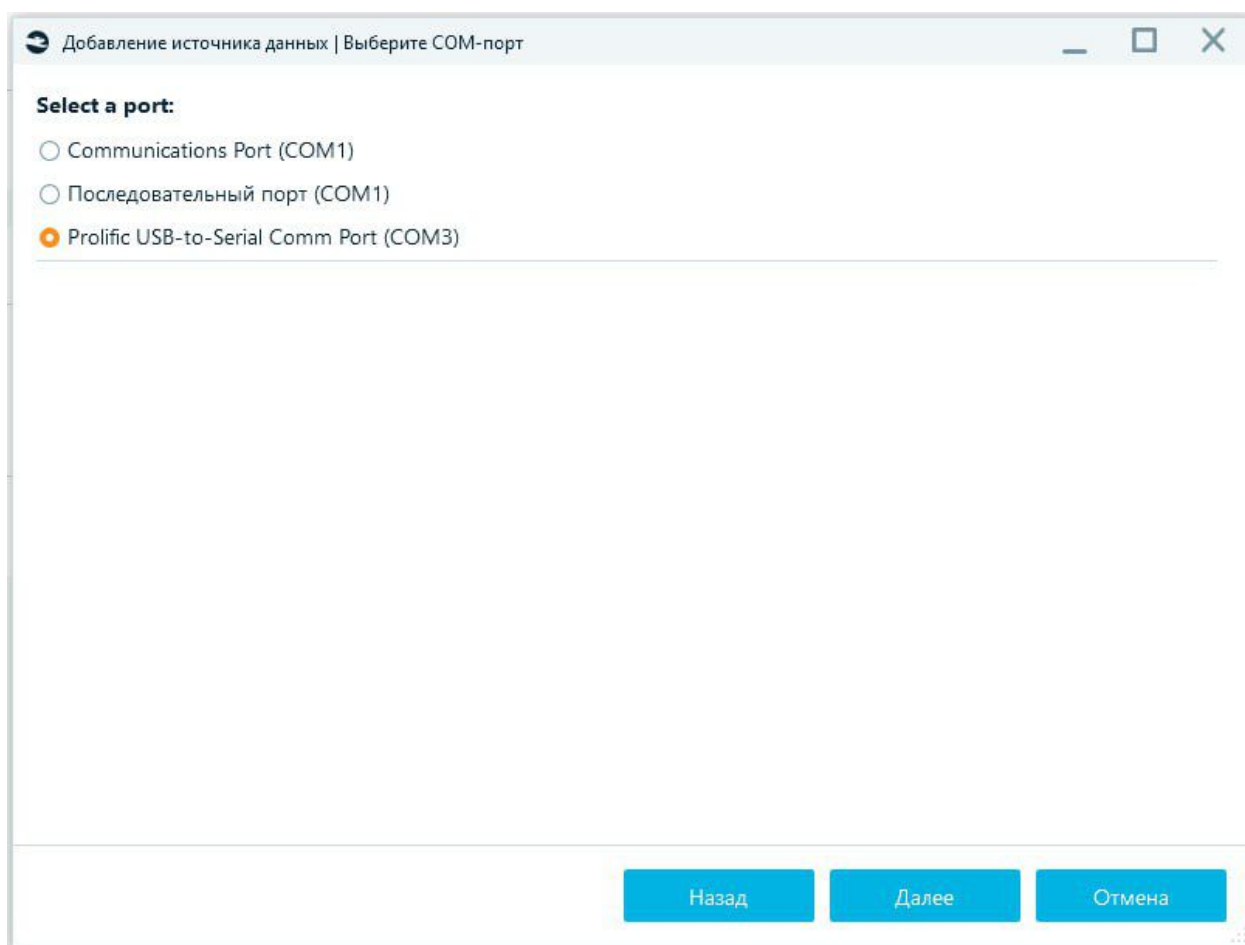 Добавление источника данных | Выберите COM-порт
Select a port:
Communications Port (COM1)
Последовательный порт (COM1)
Prolific USB-to-Serial Comm Port (COM3)
Назад Далее Отмена